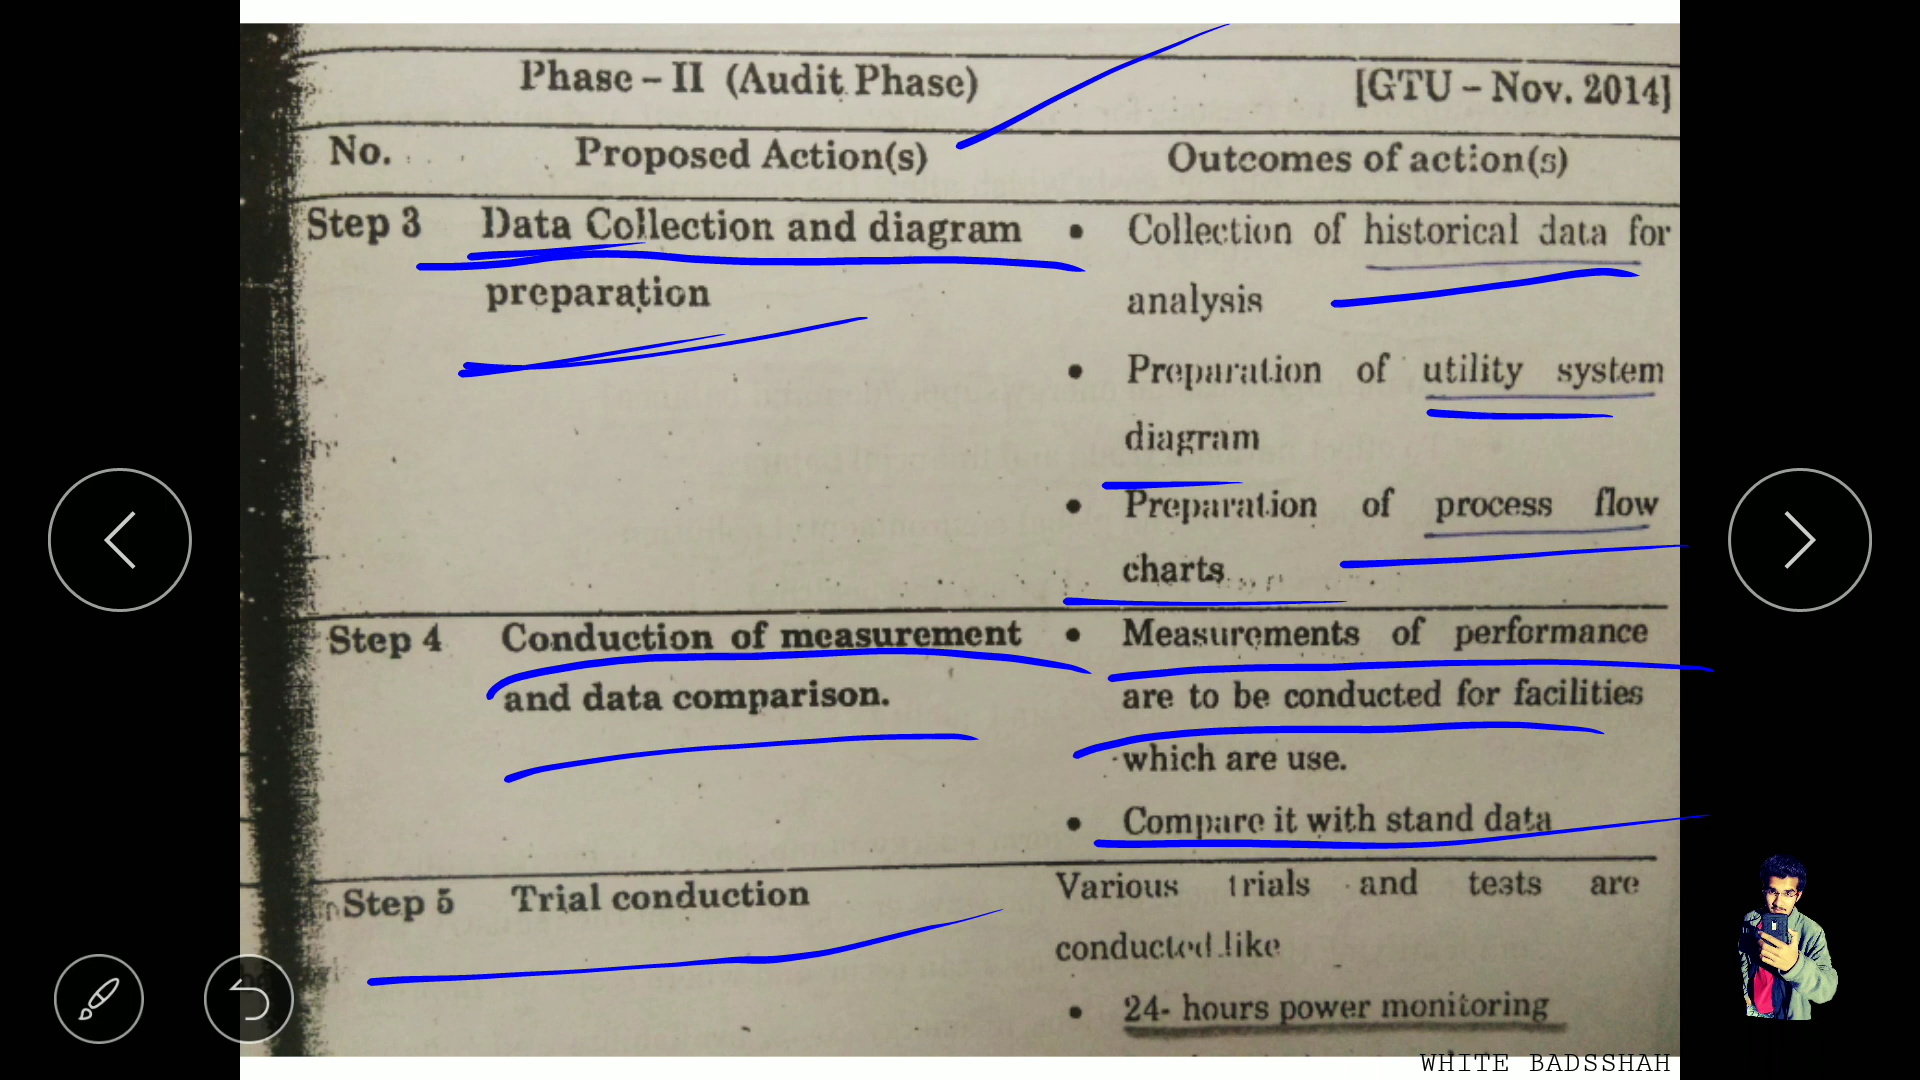 Phase – II (Audit Phase) [GTU – Nov. 2014]
No. Proposed Action(s) Outcomes of action(s)
Step 3 Data Collection and diagram • Collection of historical data for
preparation analysis
• Preparation of utility system
diagram
• Preparation of process flow
charts
Step 4 Conduction of measurement • Measurements of performance
and data comparison. are to be conducted for facilities
which are use.
• Compare it with stand data
Step 5 Trial conduction Various trials and tests are
conducted like
• 24- hours power monitoring
WHITE BADSSHAH